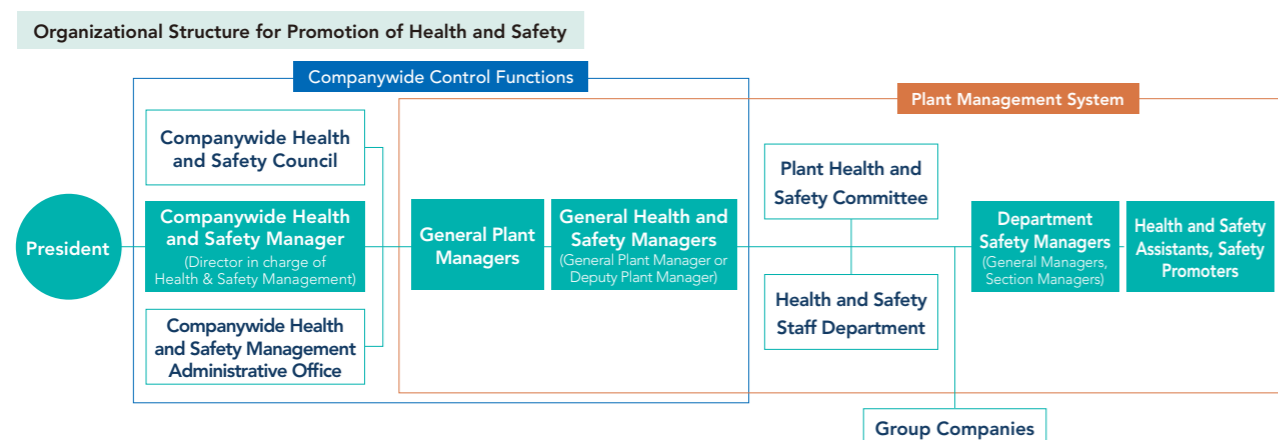 Organizational Structure for Promotion of Health and Safety
Companywide Control Functions
Plant Management System
President
Companywide Health
and Safety Council
Companywide Health
and Safety Manager
(Director in charge of
Health & Safety Management)
Companywide Health
and Safety Management
Administrative Office
General Plant
Managers
General Health and
Safety Managers
(General Plant Manager or
Deputy Plant Manager)
Plant Health and
Safety Committee
Health and Safety
Staff Department
Department
Safety Managers
(General Managers,
Section Managers)
Health and Safety
Assistants, Safety
Promoters
Group Companies